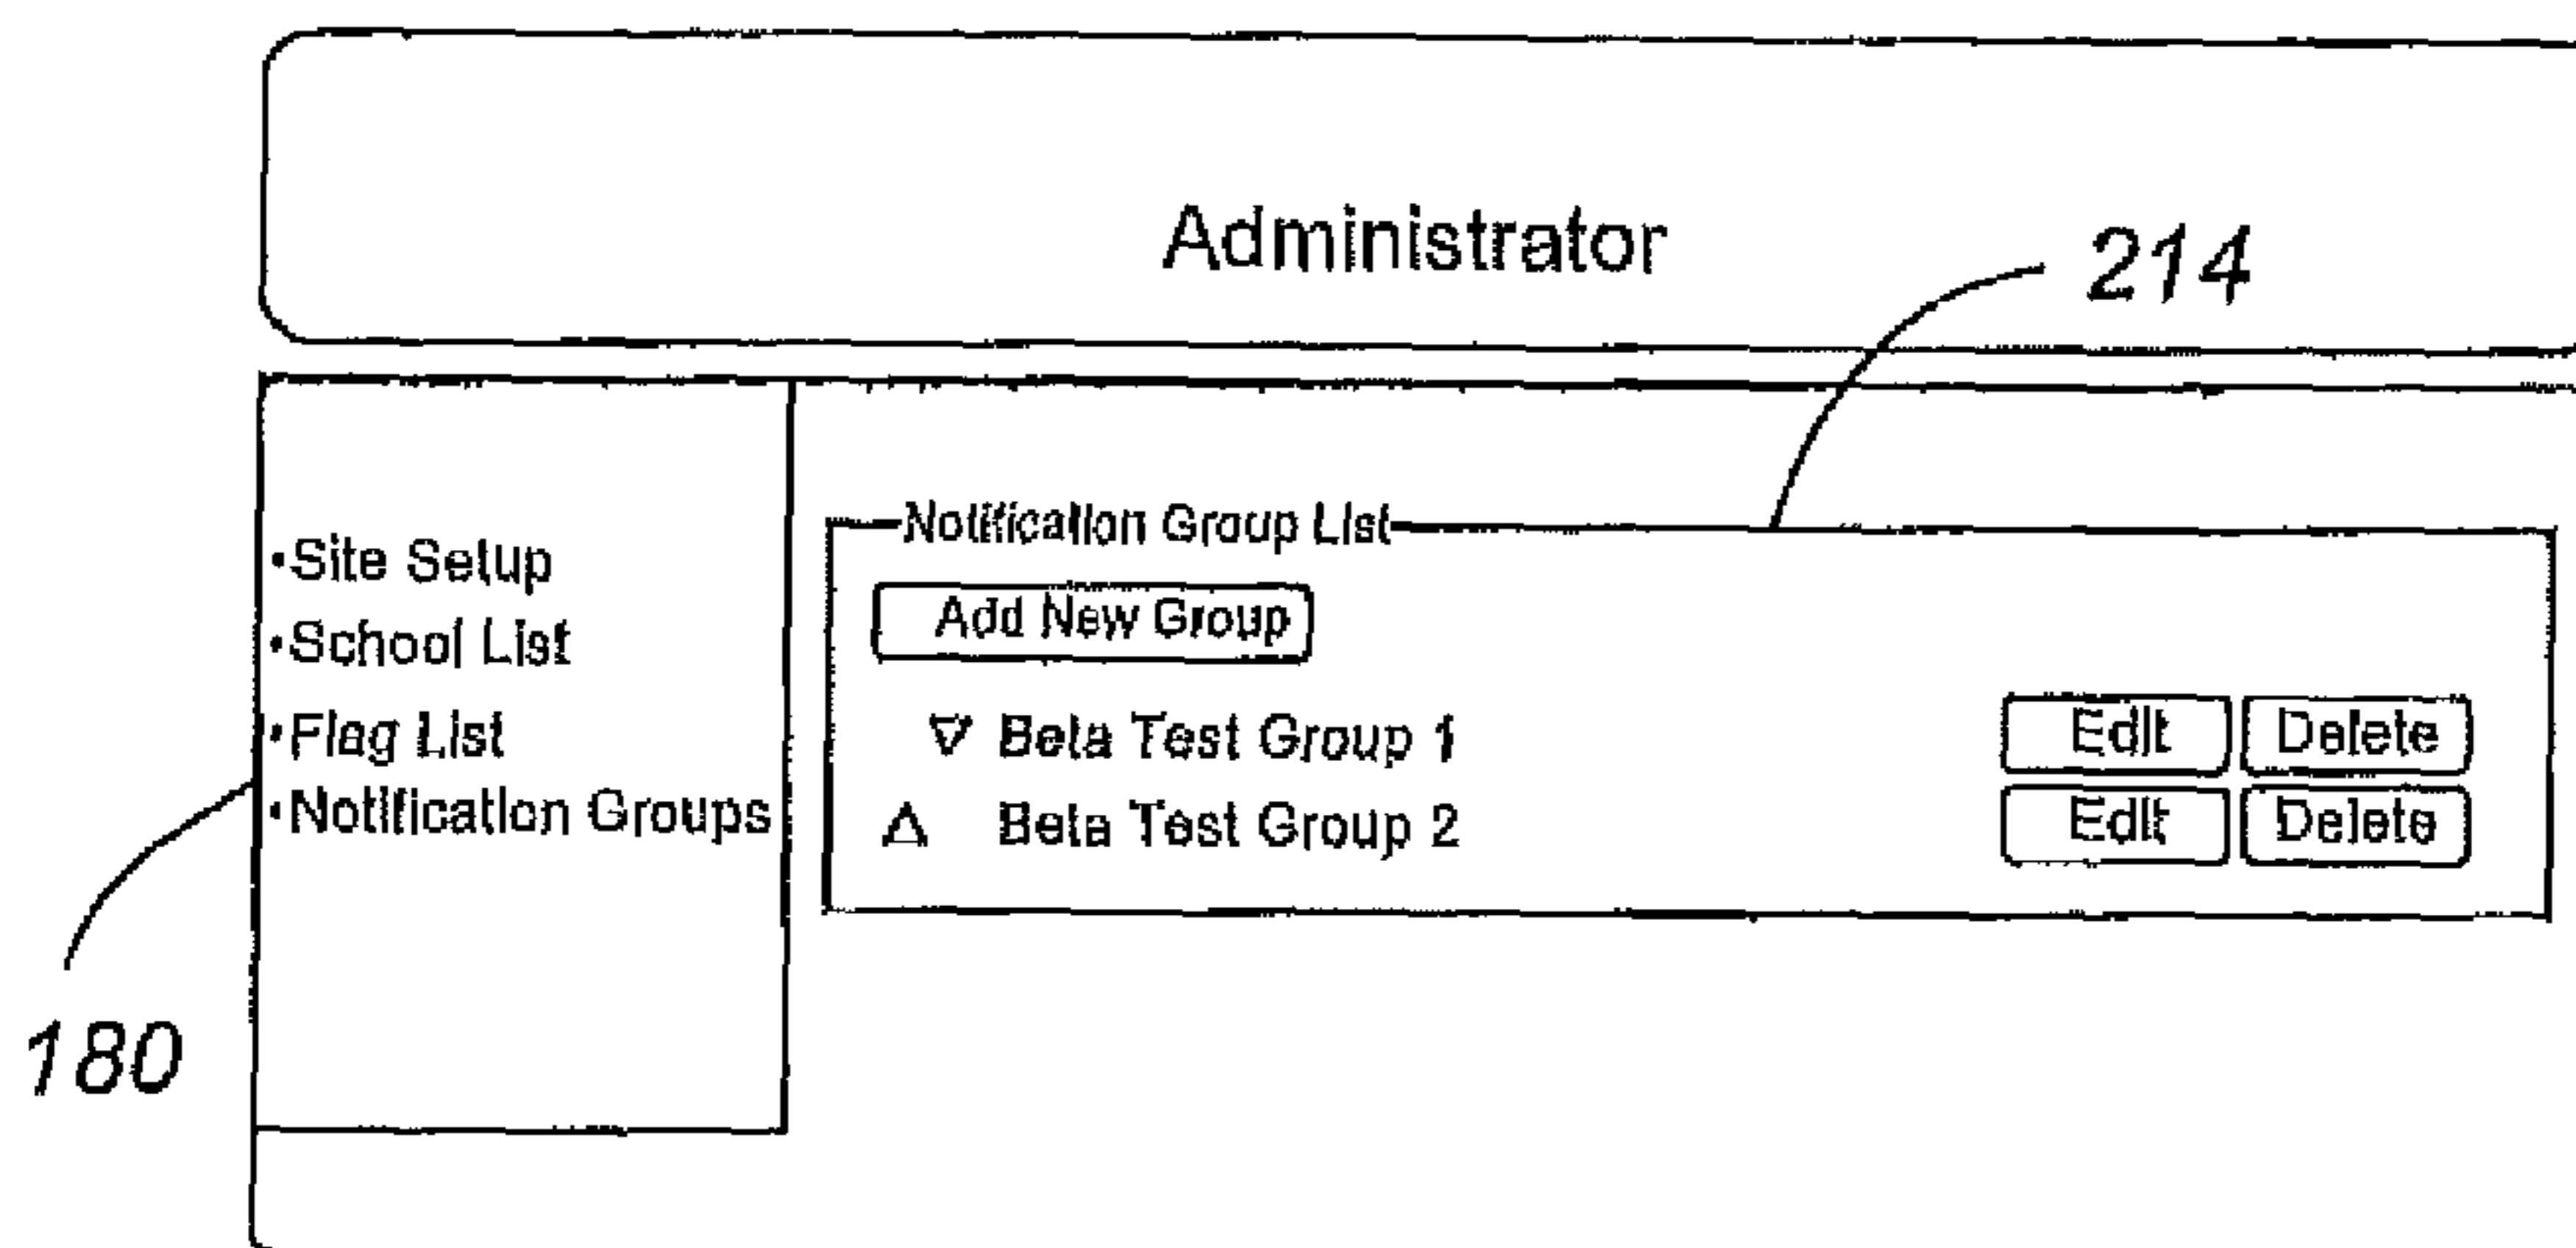 Administrator
214
•Site Setup
•School List
•Flag List
•Notification Groups
180
Notification Group List
Add New Group
▽ Beta Test Group 1 Edit Delete
△ Beta Test Group 2 Edit Delete